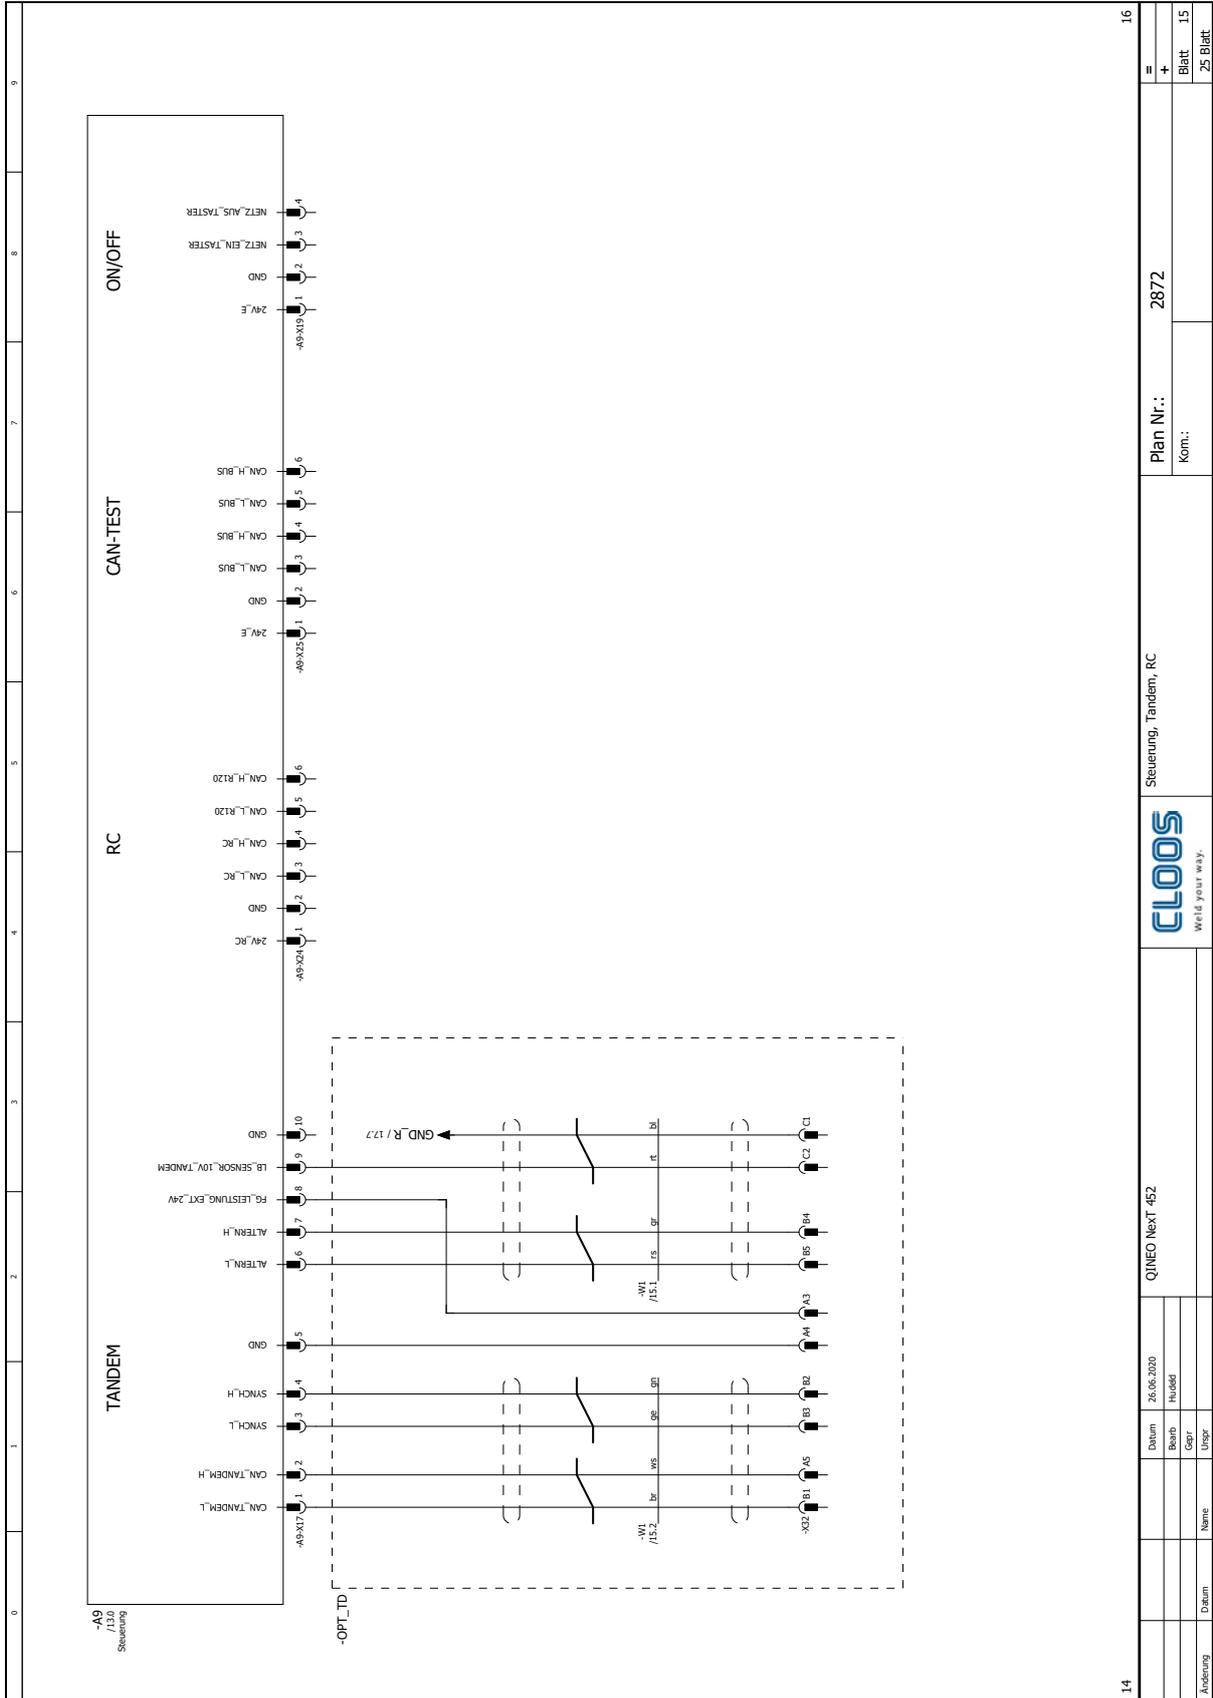 0 1 2 3 4 5 6 7 8 9
-A9
/13.0
Steuerung
TANDEM
RC
CAN-TEST
ON/OFF
CAN_TANDEM_L
CAN_TANDEM_H
SYNCH_L
SYNCH_H
GND
ALTERN_L
ALTERN_H
FG_LEISTUNG_EXT_24V
LB_SENSOR_10V_TANDEM
GND
24V_RC
GND
CAN_L_RC
CAN_H_RC
CAN_L_R120
CAN_H_R120
24V_E
GND
CAN_L_BUS
CAN_H_BUS
CAN_L_BUS
CAN_H_BUS
24V_E
GND
NETZ_EIN_TASTER
NETZ_AUS_TASTER
-A9-X17 1 2 3 4 5 6 7 8 9 10
-A9-X24 1 2 3 4 5 6
-A9-X25 1 2 3 4 5 6
-A9-X19 1 2 3 4
-OPT_TD
GND_R / 17.7
-W1
/15.2
br ws ge gn
-W1
/15.1
rs gr rt bl
-X32 B1 A5 B3 B2 A4 A3 B5 B4 C2 C1
14
16
Änderung
Datum
Name
Datum
26.06.2020
Bearb
Hudeld
Gepr
Urspr
QINEO NexT 452
CLOOS
Weld your way.
Steuerung, Tandem, RC
Plan Nr.: 2872
Kom.:
=
+
Blatt 15
25 Blatt